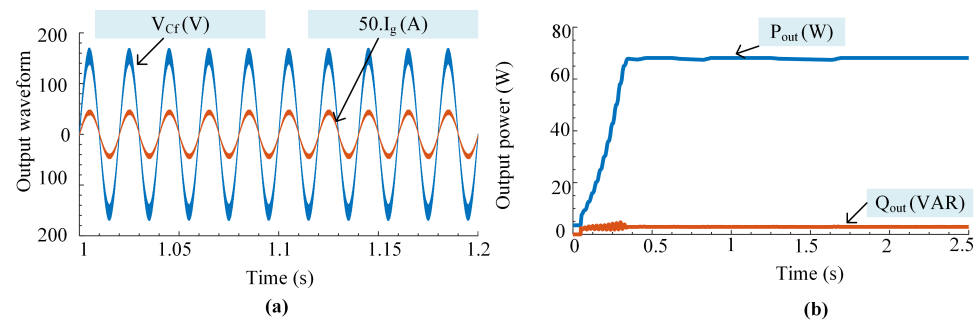 V_Cf (V)
50.I_g (A)
Output waveform
200
100
0
100
200
1
1.05
1.1
1.15
1.2
Time (s)
(a)
P_out (W)
Q_out (VAR)
Output power (W)
80
60
40
20
0
0
0.5
1
1.5
2
2.5
Time (s)
(b)